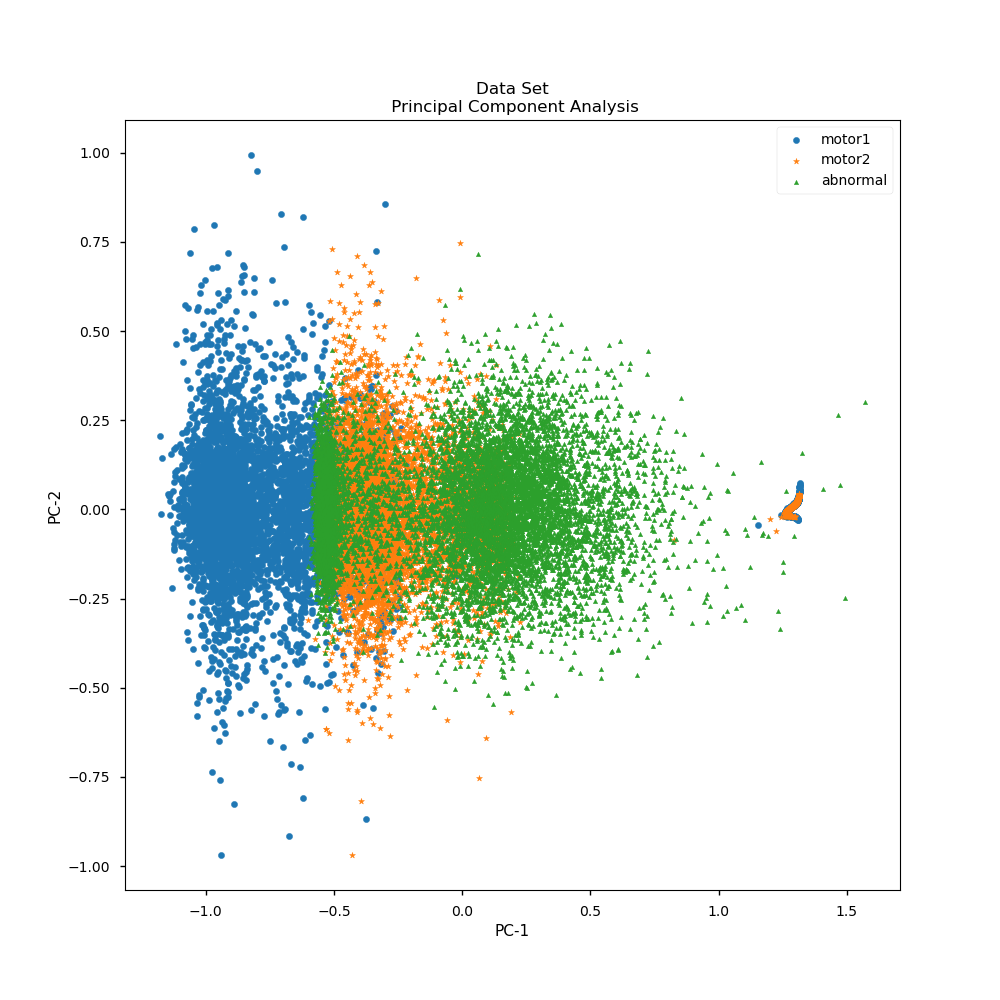 Data Set
Principal Component Analysis
motor1
motor2
abnormal
1.00
0.75
0.50
0.25
0.00
−0.25
−0.50
−0.75
−1.00
PC-2
−1.0
−0.5
0.0
0.5
1.0
1.5
PC-1